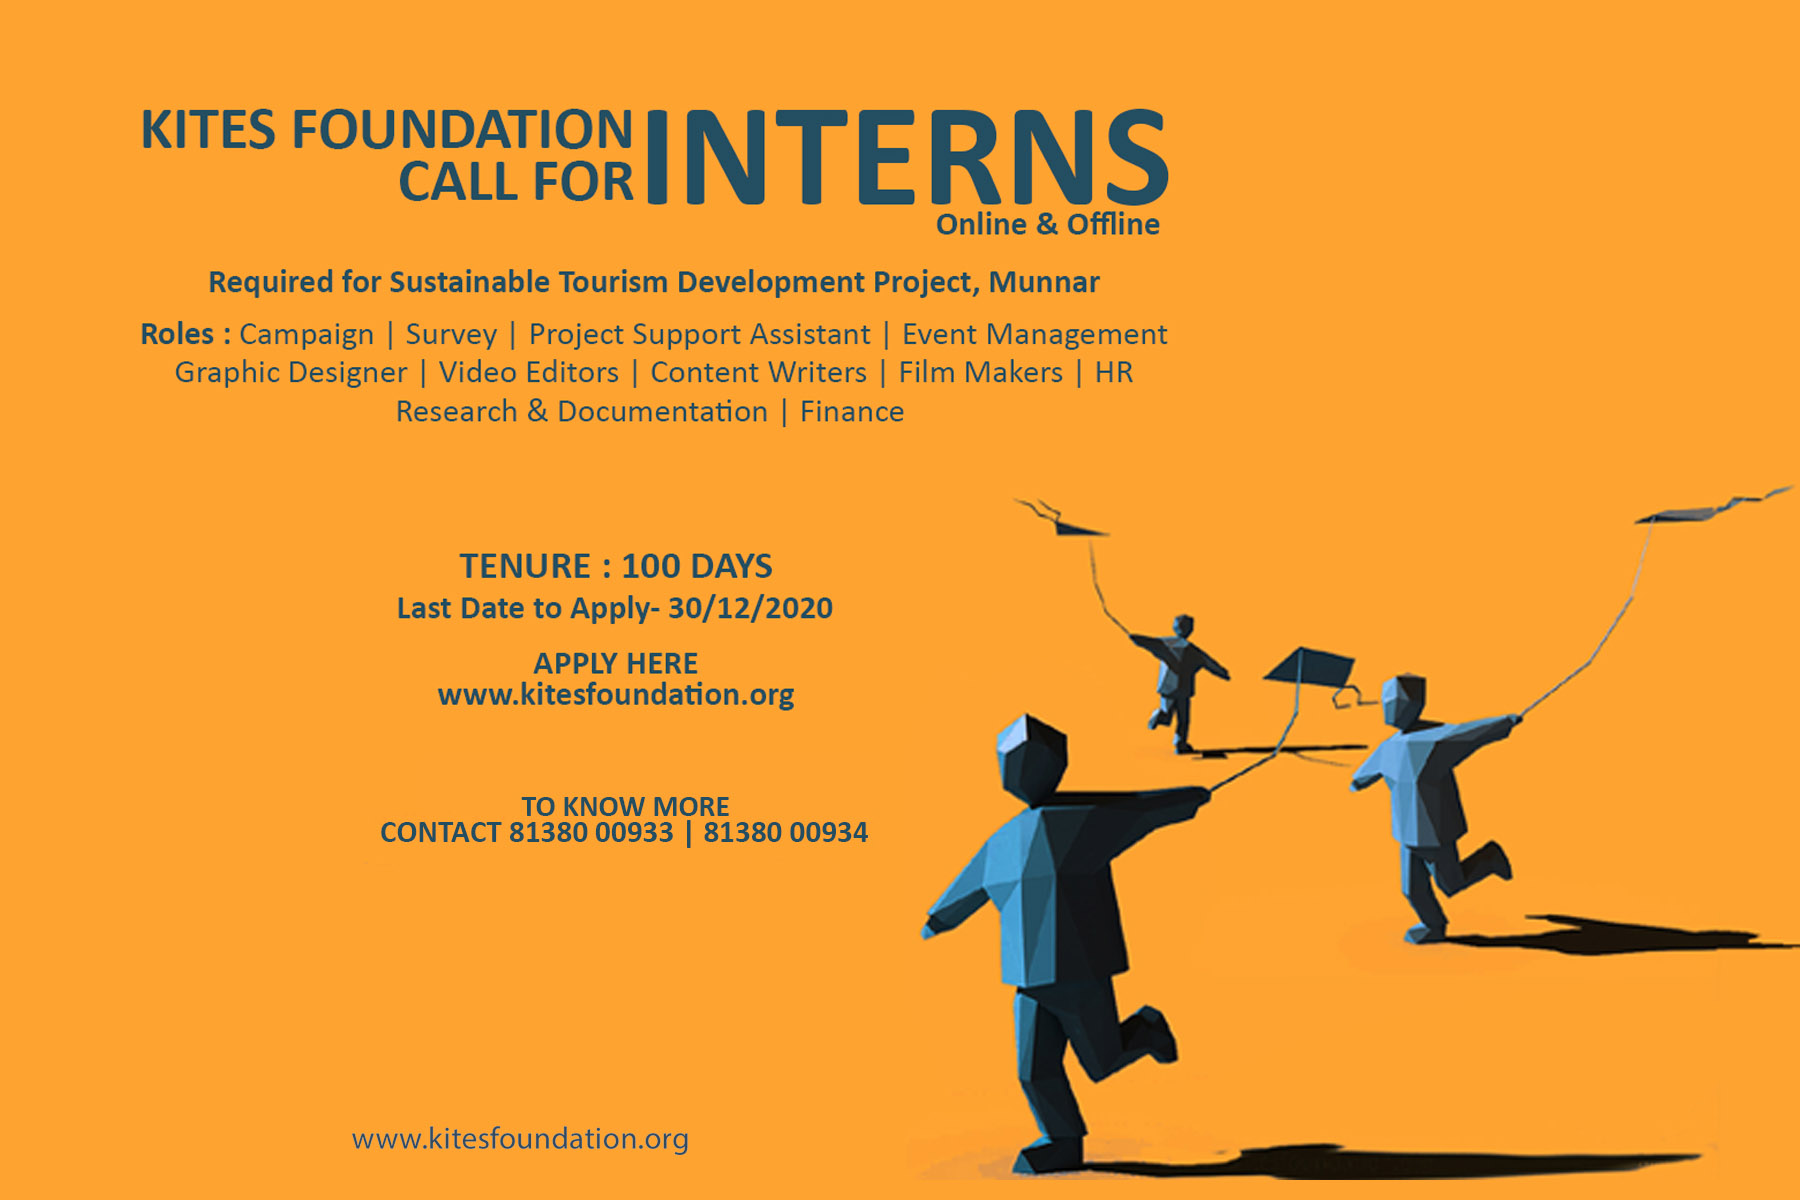 KITES FOUNDATION
CALL FOR INTERNS
Online & Offline
Required for Sustainable Tourism Development Project, Munnar
Roles : Campaign | Survey | Project Support Assistant | Event Management
Graphic Designer | Video Editors | Content Writers | Film Makers | HR
Research & Documentation | Finance
TENURE : 100 DAYS
Last Date to Apply- 30/12/2020
APPLY HERE
www.kitesfoundation.org
TO KNOW MORE
CONTACT 81380 00933 | 81380 00934
www.kitesfoundation.org